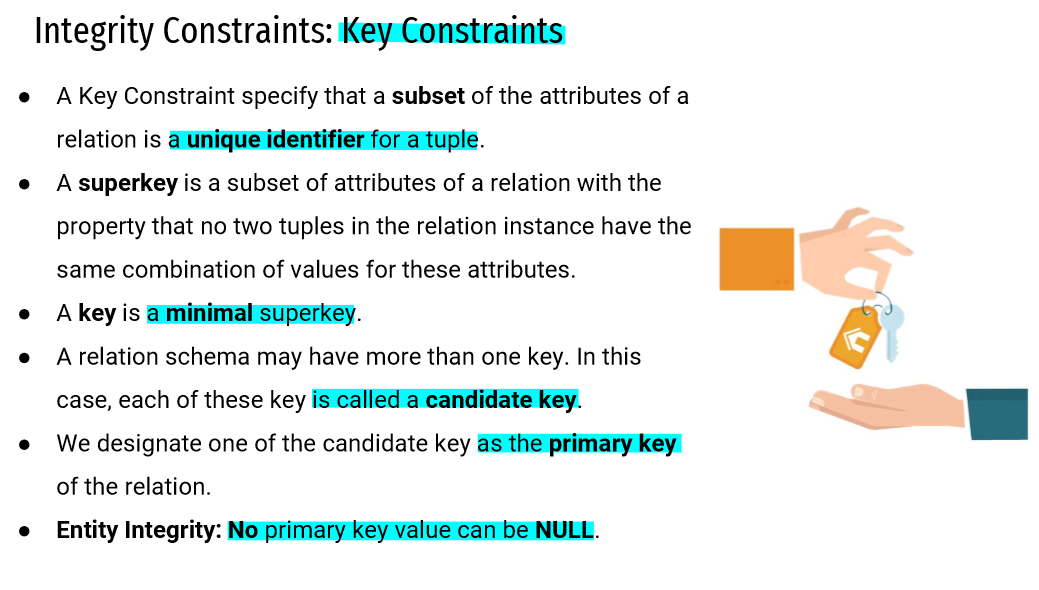 Integrity Constraints: Key Constraints
● A Key Constraint specify that a subset of the attributes of a
relation is a unique identifier for a tuple.
● A superkey is a subset of attributes of a relation with the
property that no two tuples in the relation instance have the
same combination of values for these attributes.
● A key is a minimal superkey.
● A relation schema may have more than one key. In this
case, each of these key is called a candidate key.
● We designate one of the candidate key as the primary key
of the relation.
● Entity Integrity: No primary key value can be NULL.